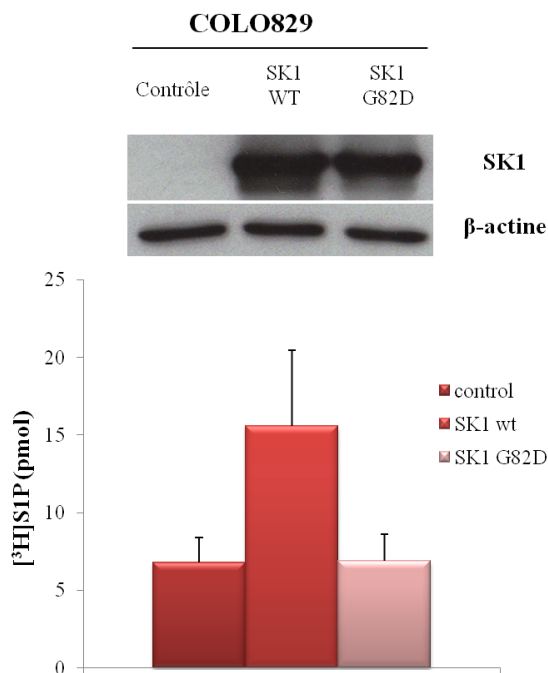 COLO829
Contrôle
SK1
WT
SK1
G82D
SK1
β-actine
25
20
15
10
5
0
[³H]S1P (pmol)
control
SK1 wt
SK1 G82D